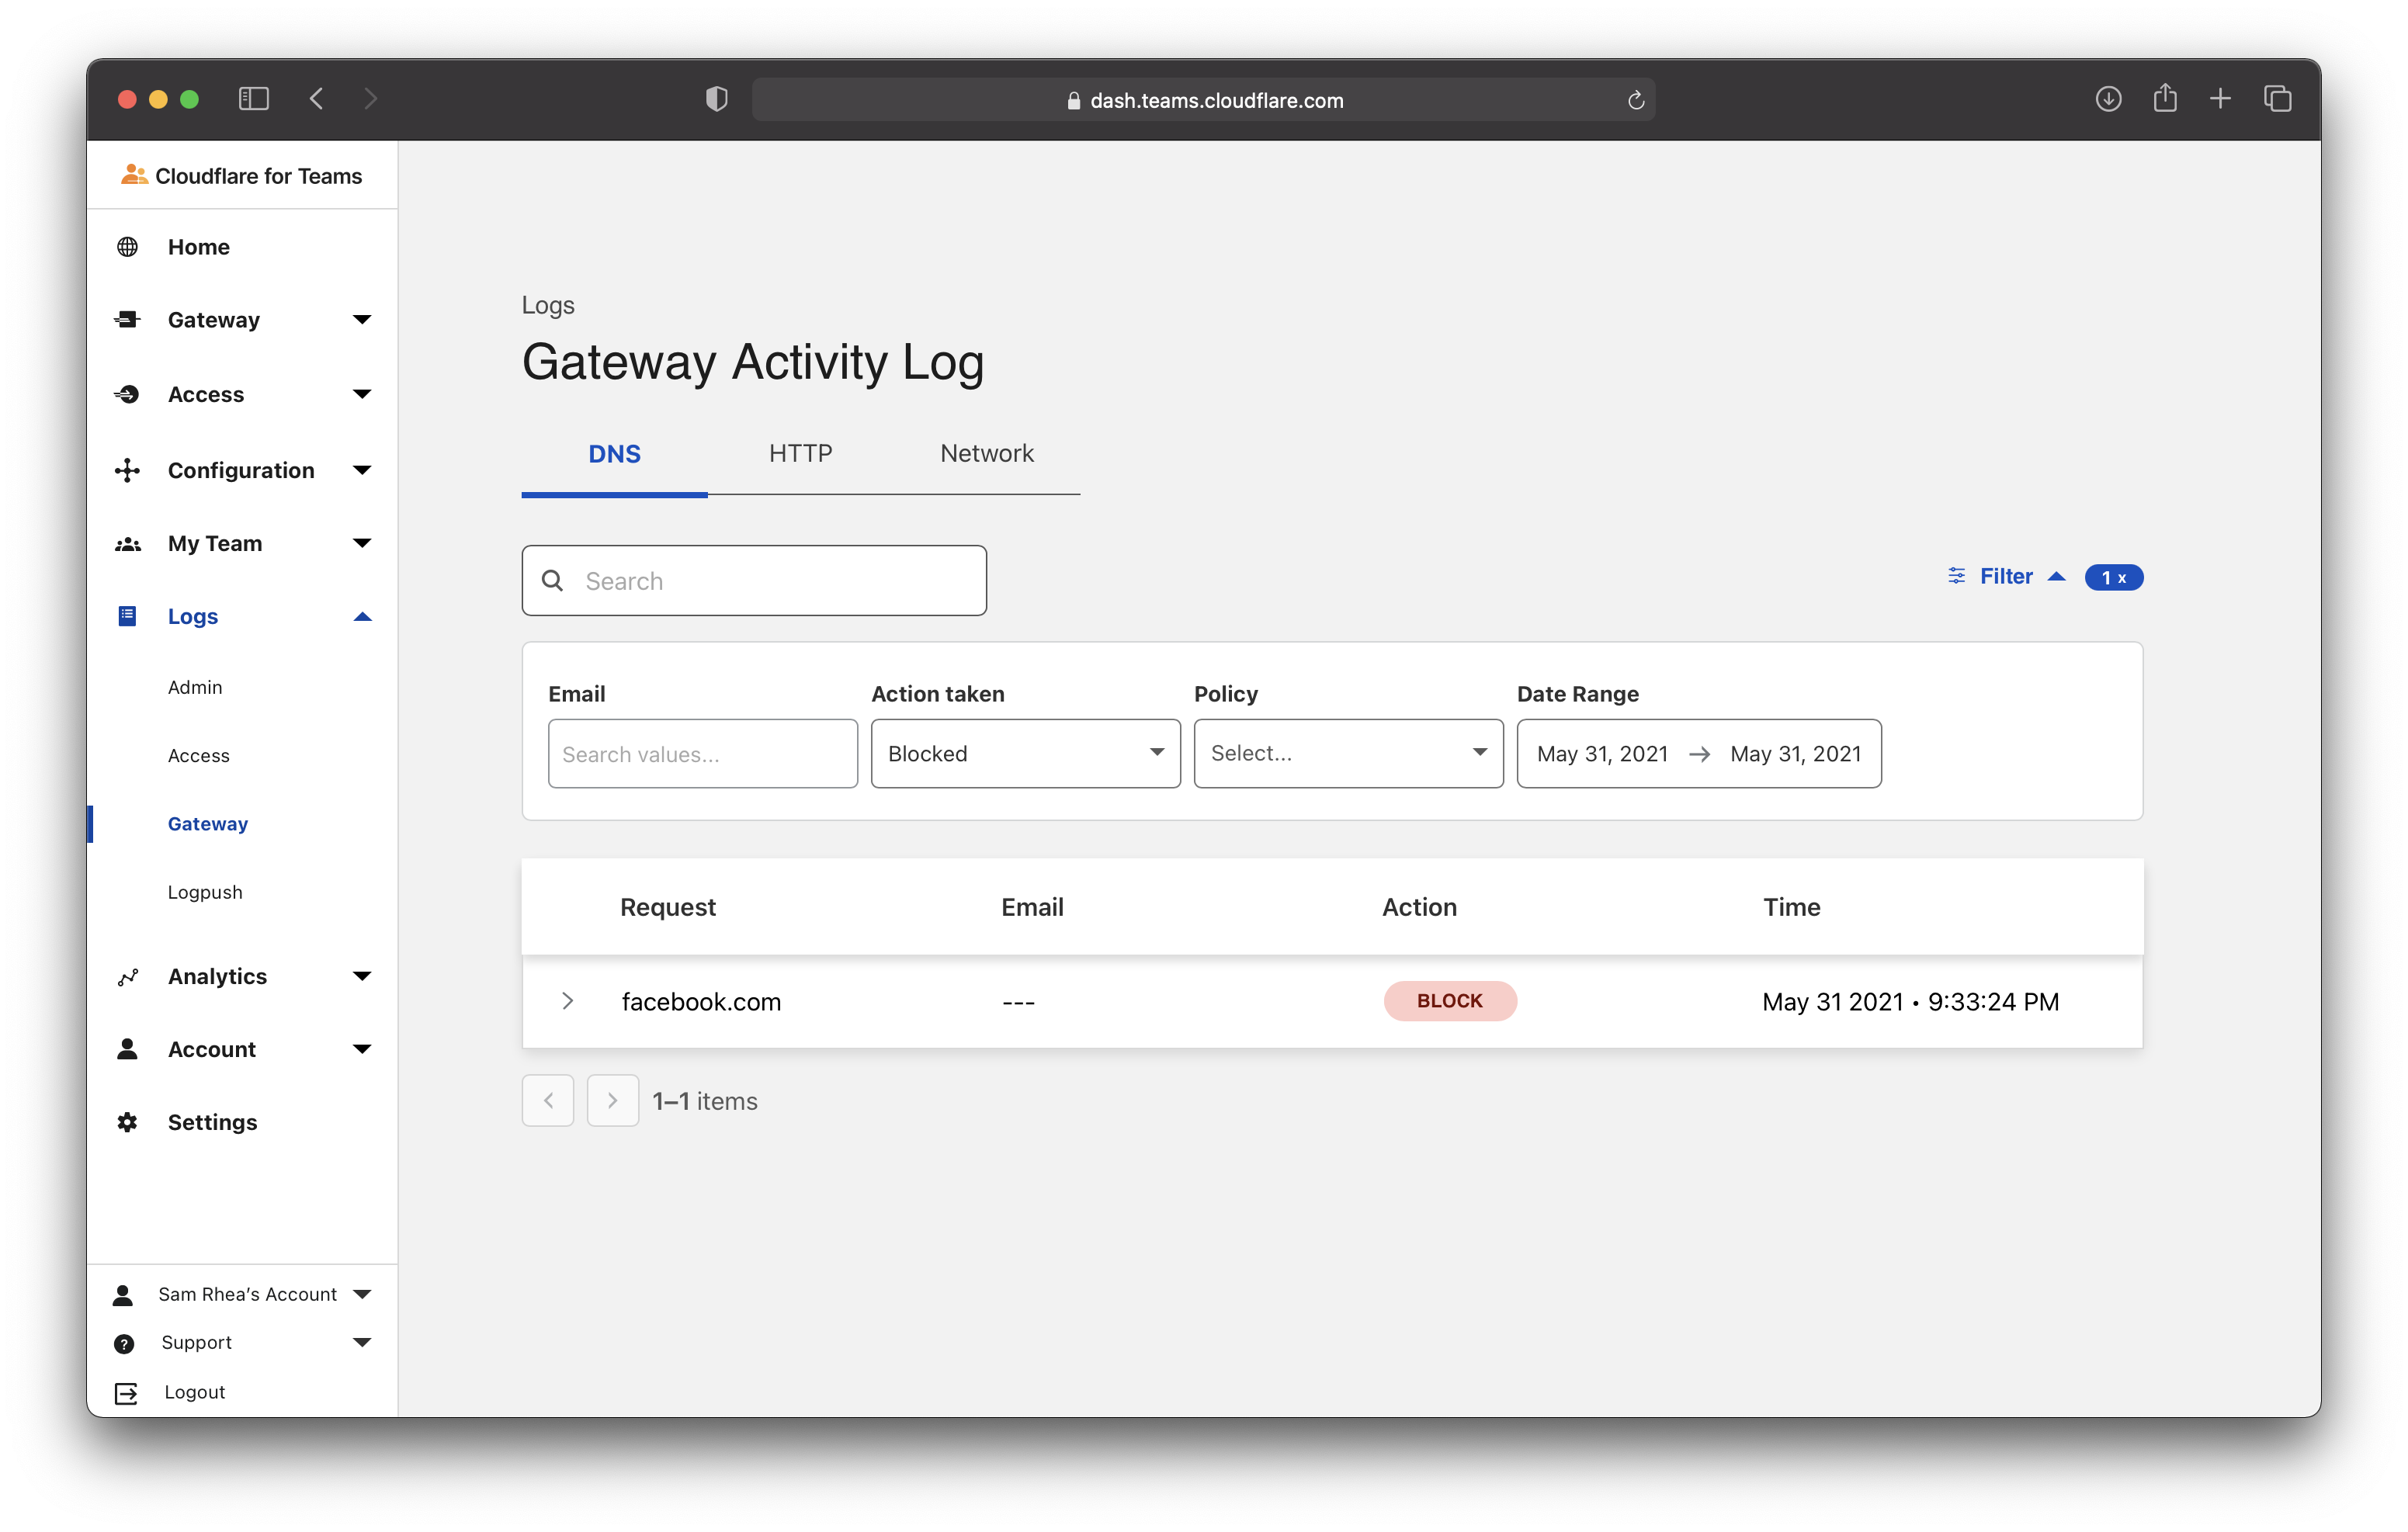 dash.teams.cloudflare.com
Cloudflare for Teams
Home
Gateway
Access
Configuration
My Team
Logs
Admin
Access
Gateway
Logpush
Analytics
Account
Settings
Sam Rhea's Account
Support
Logout
Logs
Gateway Activity Log
DNS HTTP Network
Search
Filter 1 x
Email Action taken Policy Date Range
Search values... Blocked Select... May 31, 2021 → May 31, 2021
Request Email Action Time
facebook.com --- BLOCK May 31 2021 • 9:33:24 PM
1–1 items